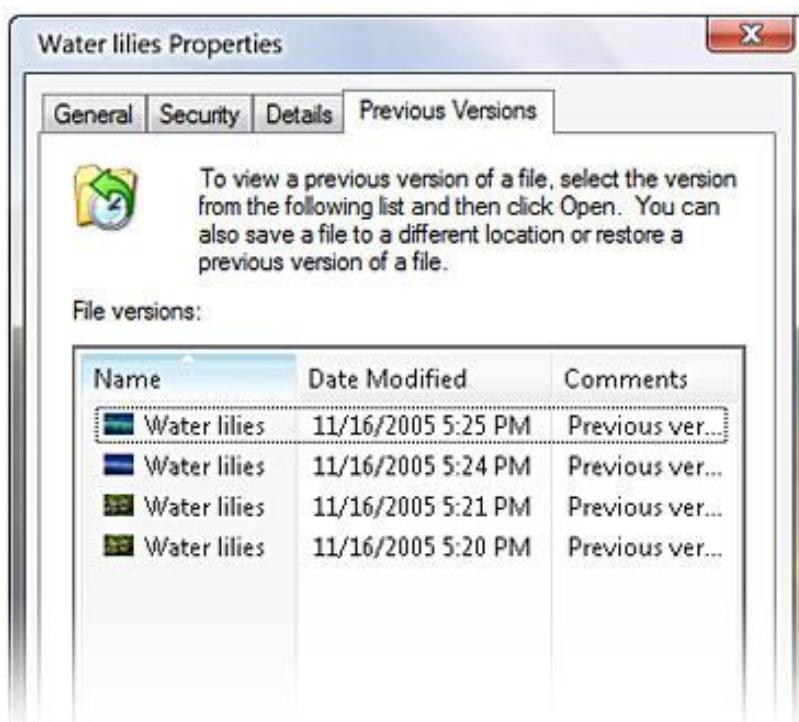 Water lilies Properties
General Security Details Previous Versions
To view a previous version of a file, select the version
from the following list and then click Open. You can
also save a file to a different location or restore a
previous version of a file.
File versions:
Name Date Modified Comments
Water lilies 11/16/2005 5:25 PM Previous ver...
Water lilies 11/16/2005 5:24 PM Previous ver...
Water lilies 11/16/2005 5:21 PM Previous ver...
Water lilies 11/16/2005 5:20 PM Previous ver...